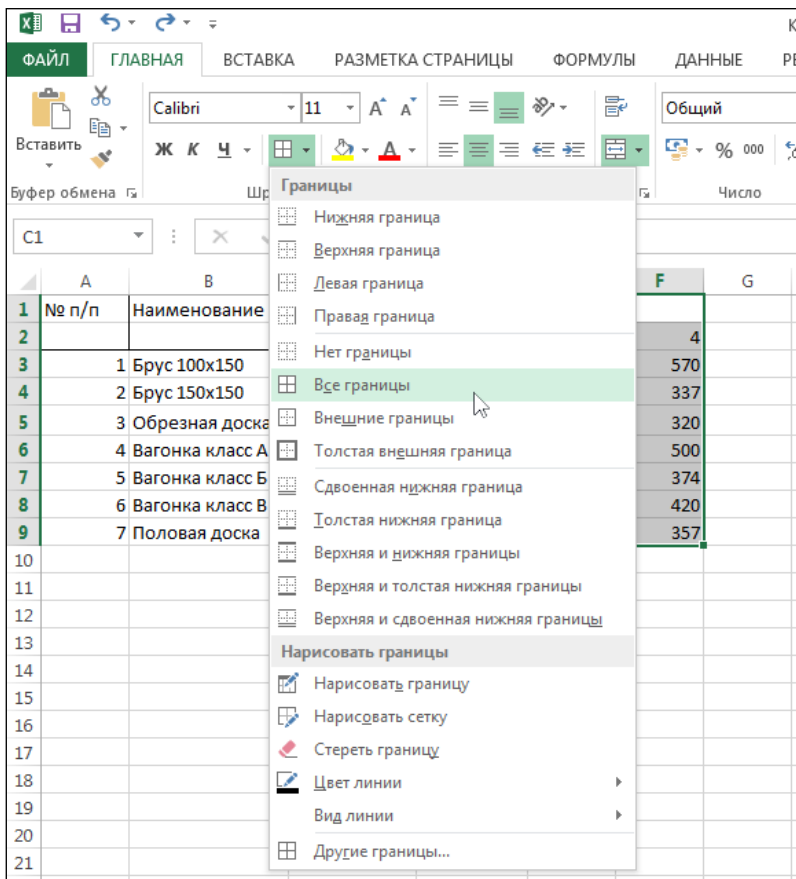 К
ФАЙЛ ГЛАВНАЯ ВСТАВКА РАЗМЕТКА СТРАНИЦЫ ФОРМУЛЫ ДАННЫЕ РЕ
Calibri 11 Общий
Вставить Ж К Ч % 000
Буфер обмена Шр Число
C1
A B F G
Границы
Нижняя граница
Верхняя граница
Левая граница
Правая граница
Нет границы
Все границы
Внешние границы
Толстая внешняя граница
Сдвоенная нижняя граница
Толстая нижняя граница
Верхняя и нижняя границы
Верхняя и толстая нижняя границы
Верхняя и сдвоенная нижняя границы
Нарисовать границы
Нарисовать границу
Нарисовать сетку
Стереть границу
Цвет линии
Вид линии
Другие границы...
1 № п/п Наименование
2 4
3 1 Брус 100х150 570
4 2 Брус 150х150 337
5 3 Обрезная доска 320
6 4 Вагонка класс А 500
7 5 Вагонка класс Б 374
8 6 Вагонка класс В 420
9 7 Половая доска 357
10
11
12
13
14
15
16
17
18
19
20
21